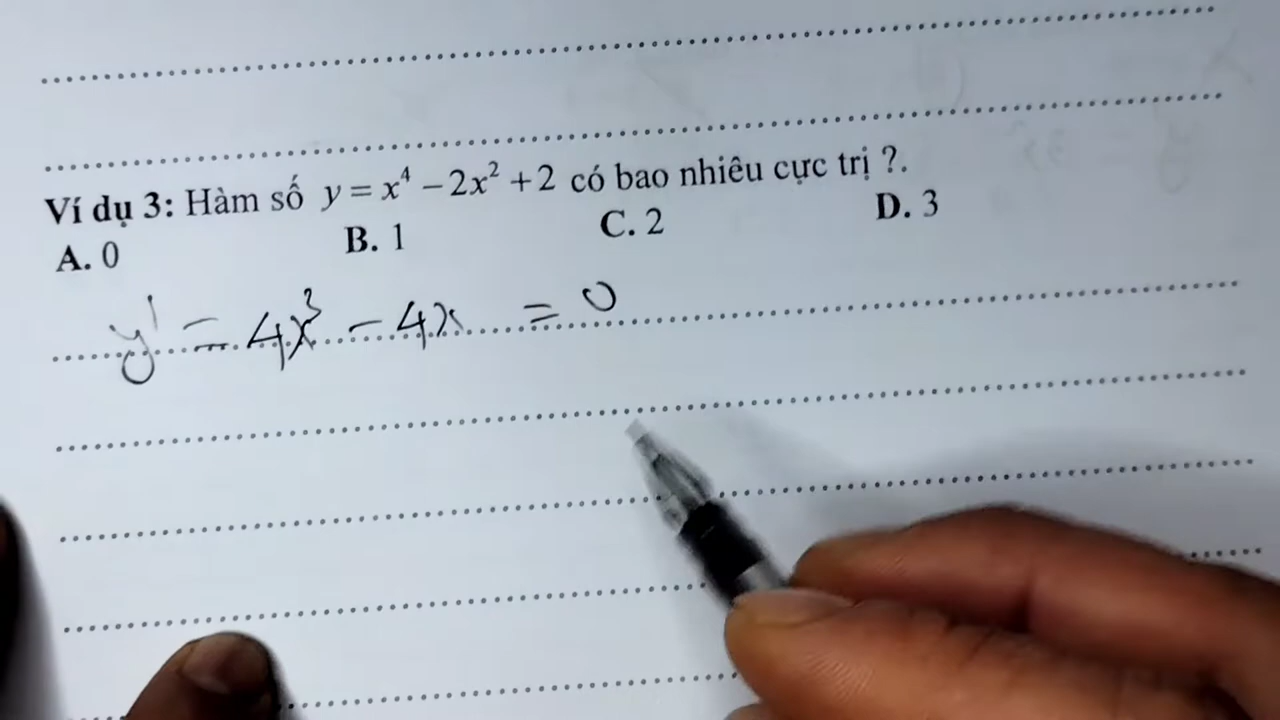 Ví dụ 3: Hàm số y = x⁴ − 2x² + 2 có bao nhiêu cực trị ?.
A. 0 B. 1 C. 2 D. 3
y' = 4x³ − 4x = 0